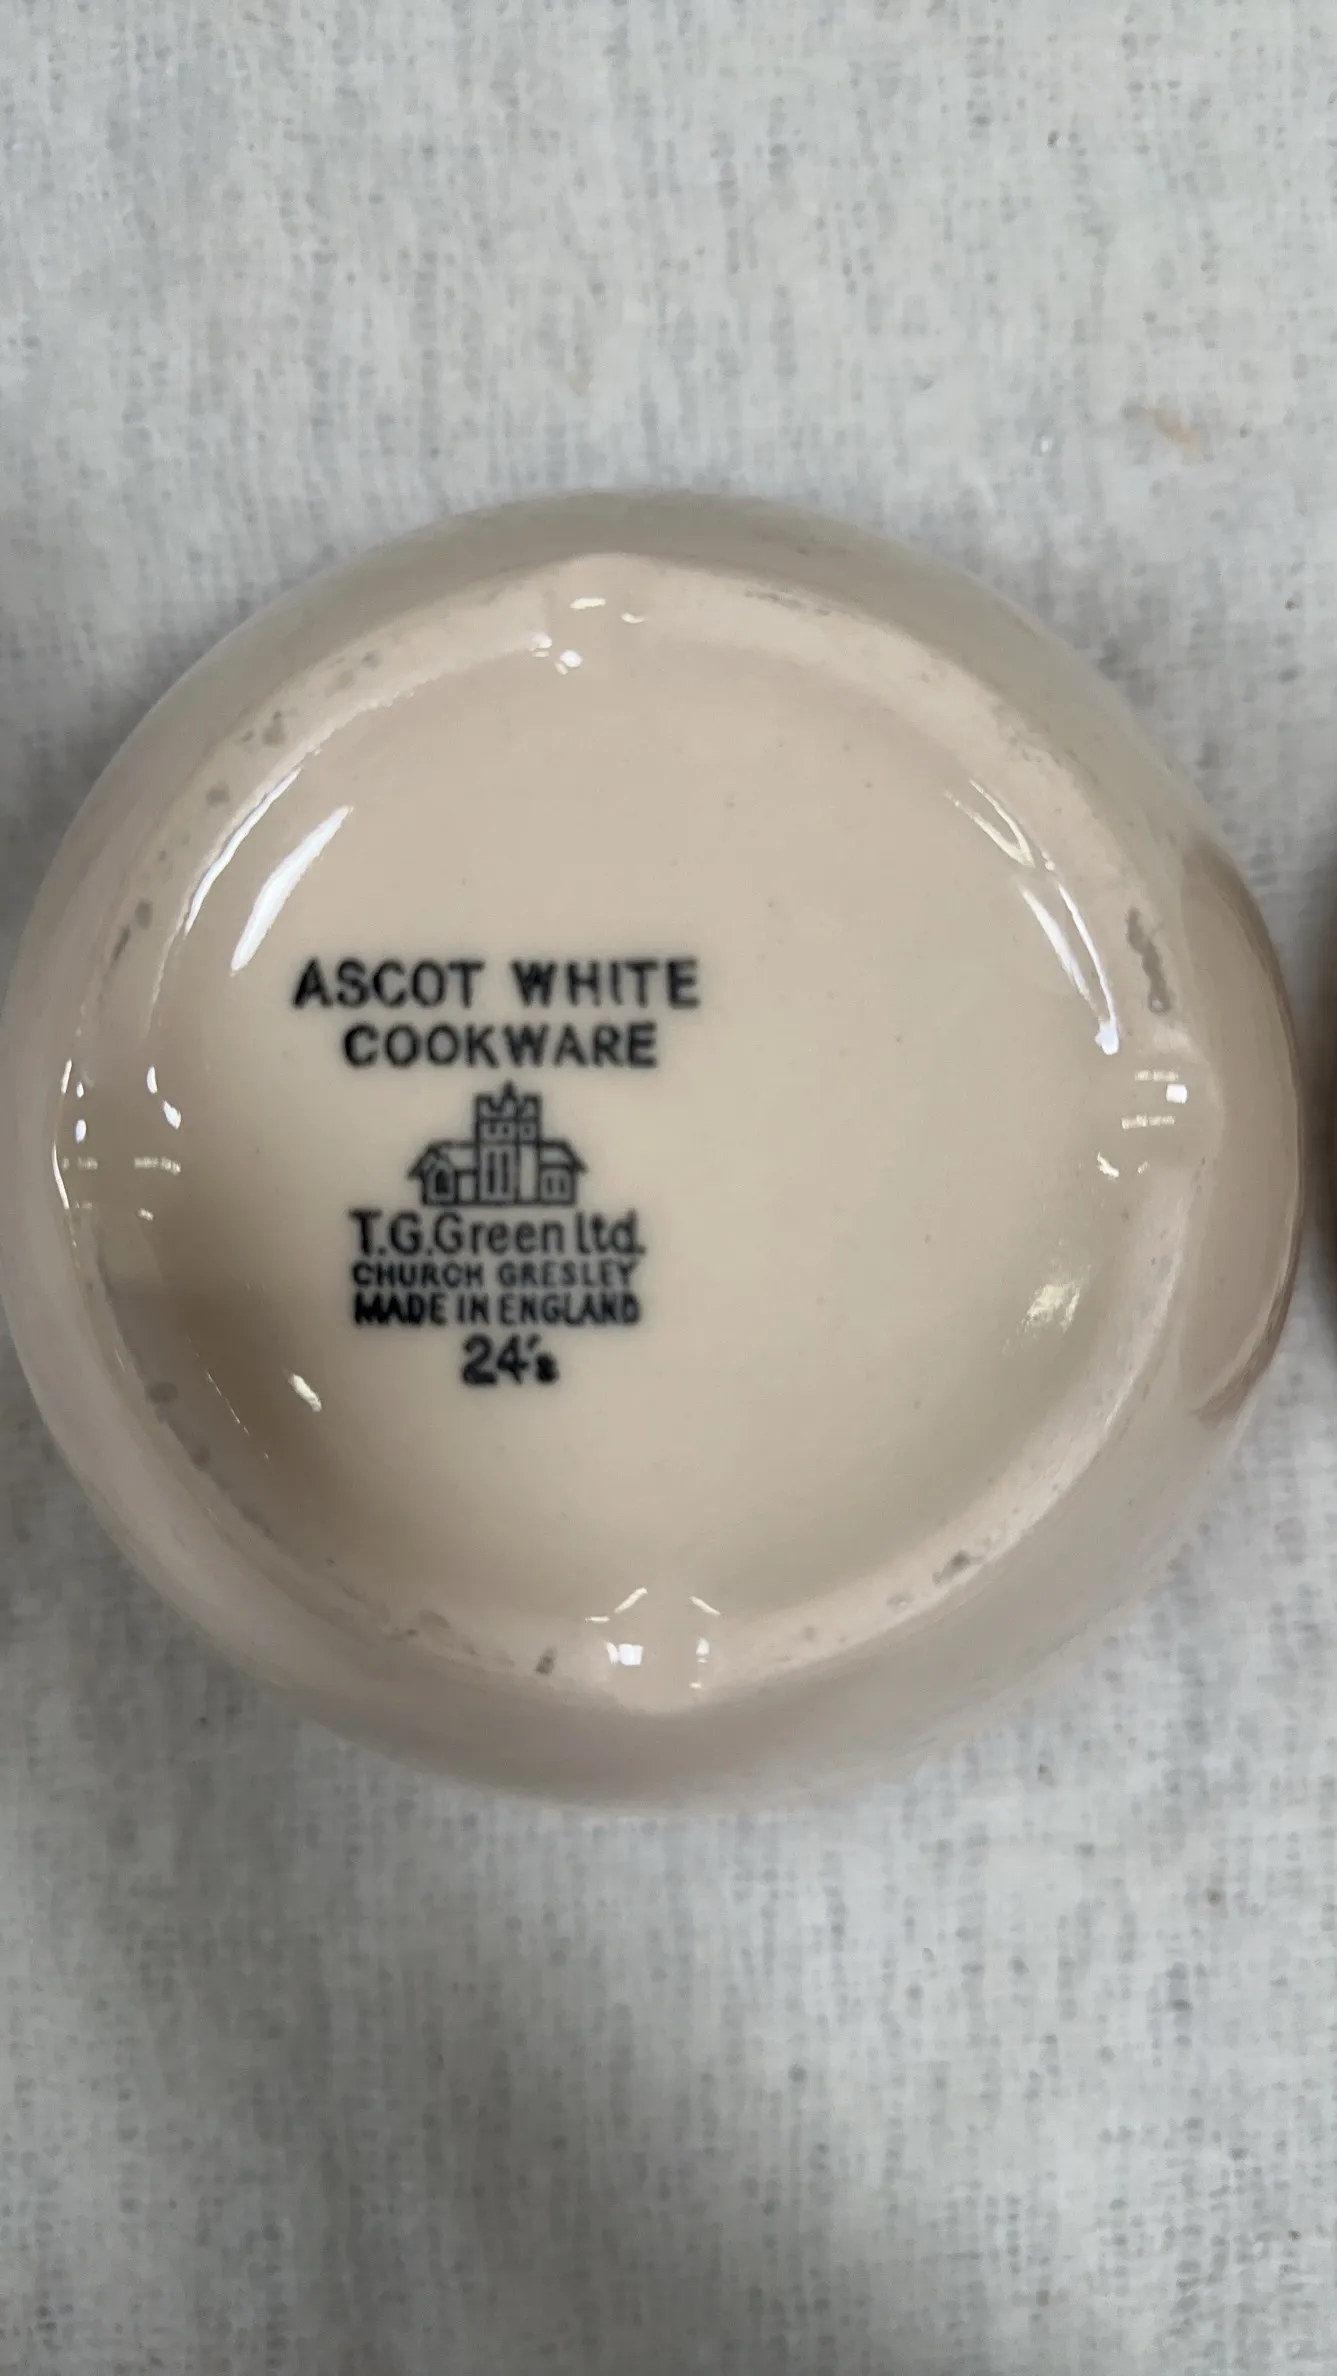 ASCOT WHITE
COOKWARE
T.G.Green ltd.
CHURCH GRESLEY
MADE IN ENGLAND
24's